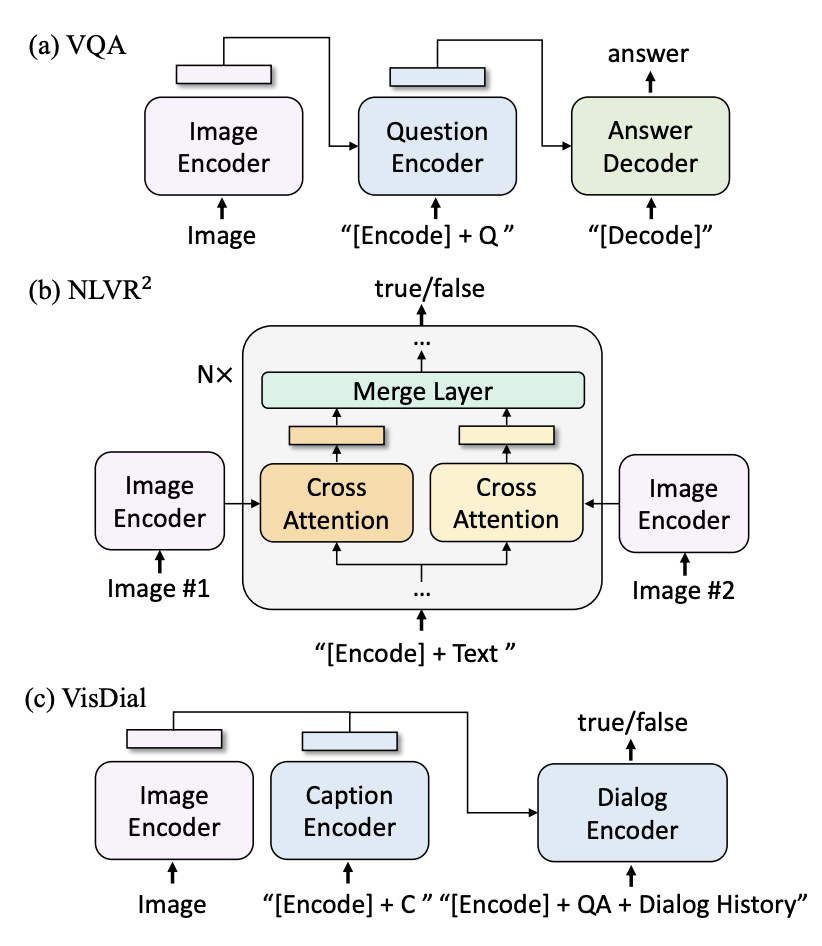 (a) VQA
answer
Image
Encoder
Question
Encoder
Answer
Decoder
Image
“[Encode] + Q ”
“[Decode]”
(b) NLVR²
true/false
...
N×
Merge Layer
Image
Encoder
Cross
Attention
Cross
Attention
Image
Encoder
...
Image #1
Image #2
“[Encode] + Text ”
(c) VisDial
true/false
Image
Encoder
Caption
Encoder
Dialog
Encoder
Image
“[Encode] + C ”
“[Encode] + QA + Dialog History”